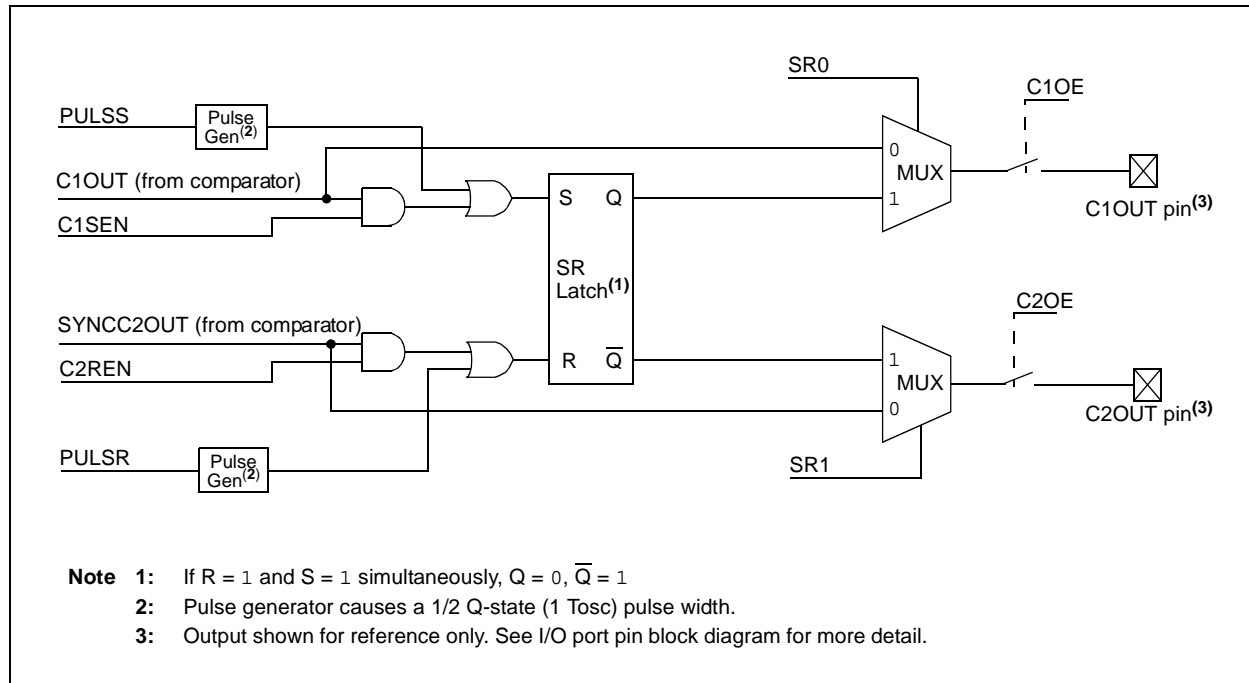 SR0
C1OE
PULSS
Pulse
Gen(2)
0
MUX
C1OUT (from comparator)
S Q
1
C1OUT pin(3)
C1SEN
SR
Latch(1)
C2OE
SYNCC2OUT (from comparator)
R Q̅
1
C2REN
MUX
0
C2OUT pin(3)
PULSR
Pulse
Gen(2)
SR1
Note 1: If R = 1 and S = 1 simultaneously, Q = 0, Q̅ = 1
2: Pulse generator causes a 1/2 Q-state (1 Tosc) pulse width.
3: Output shown for reference only. See I/O port pin block diagram for more detail.